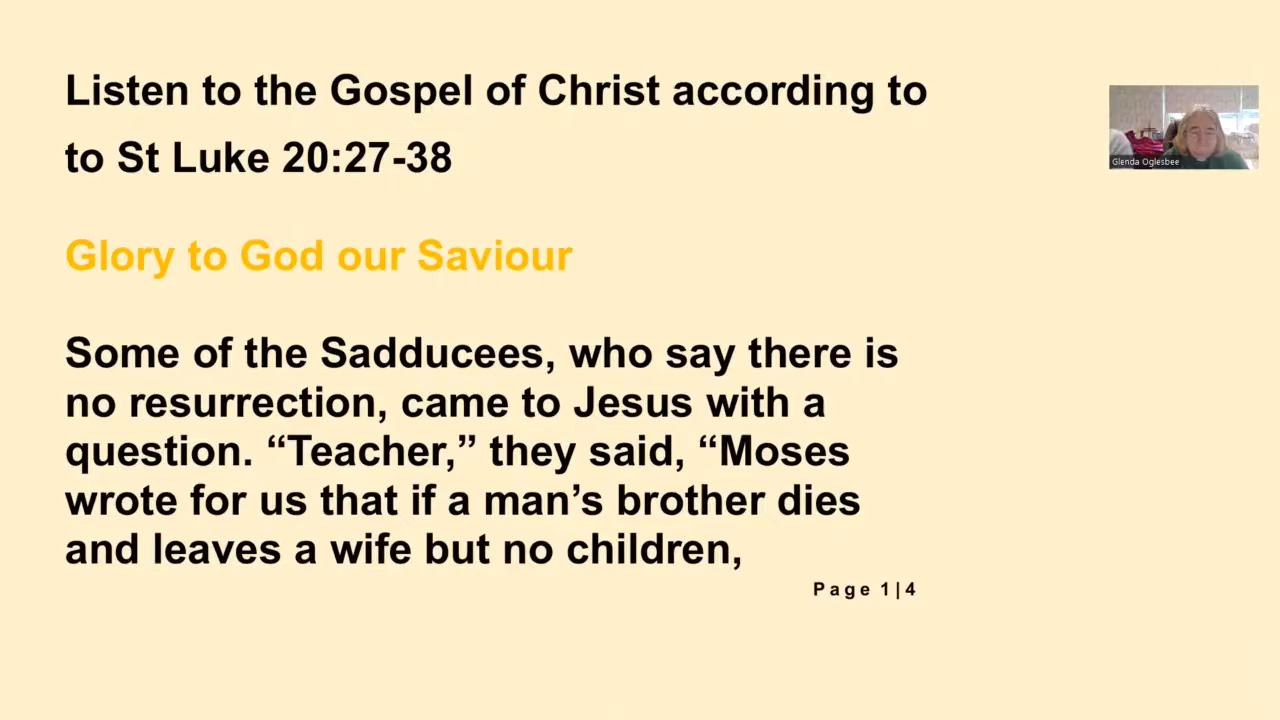 Listen to the Gospel of Christ according to
to St Luke 20:27-38
Glenda Oglesbee
Glory to God our Saviour
Some of the Sadducees, who say there is
no resurrection, came to Jesus with a
question. “Teacher,” they said, “Moses
wrote for us that if a man’s brother dies
and leaves a wife but no children,
Page 1|4